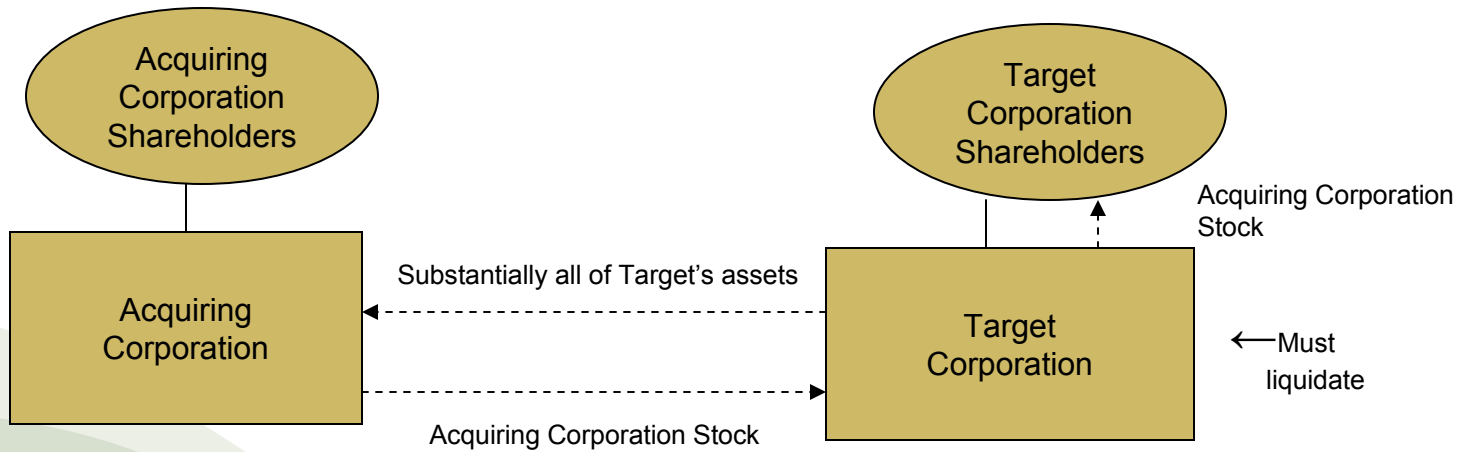 Acquiring
Corporation
Shareholders
Target
Corporation
Shareholders
Acquiring Corporation
Stock
Substantially all of Target’s assets
Acquiring
Corporation
Target
Corporation
←Must
liquidate
Acquiring Corporation Stock